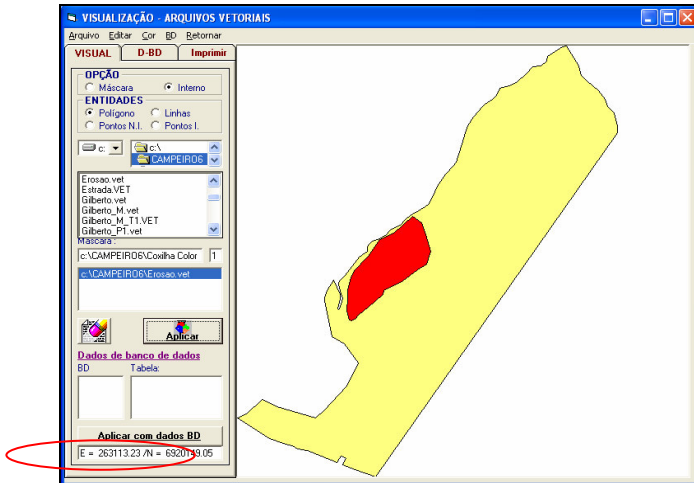 VISUALIZAÇÃO - ARQUIVOS VETORIAIS
Arquivo Editar Cor BD Retornar
VISUAL D-BD Imprimir
OPÇÃO
Máscara Interno
ENTIDADES
Polígono Linhas
Pontos N.I. Pontos I.
c: c:\
CAMPEIRO6
Erosao.vet
Estrada.VET
Gilberto.vet
Gilberto_M.vet
Gilberto_M_T1.VET
Gilberto_P1.vet
Máscara :
c:\CAMPEIRO6\Coxilha Color 1
c:\CAMPEIRO6\Erosao.vet
Aplicar
Dados de banco de dados
BD Tabela:
Aplicar com dados BD
E = 263113.23 /N = 6920149.05